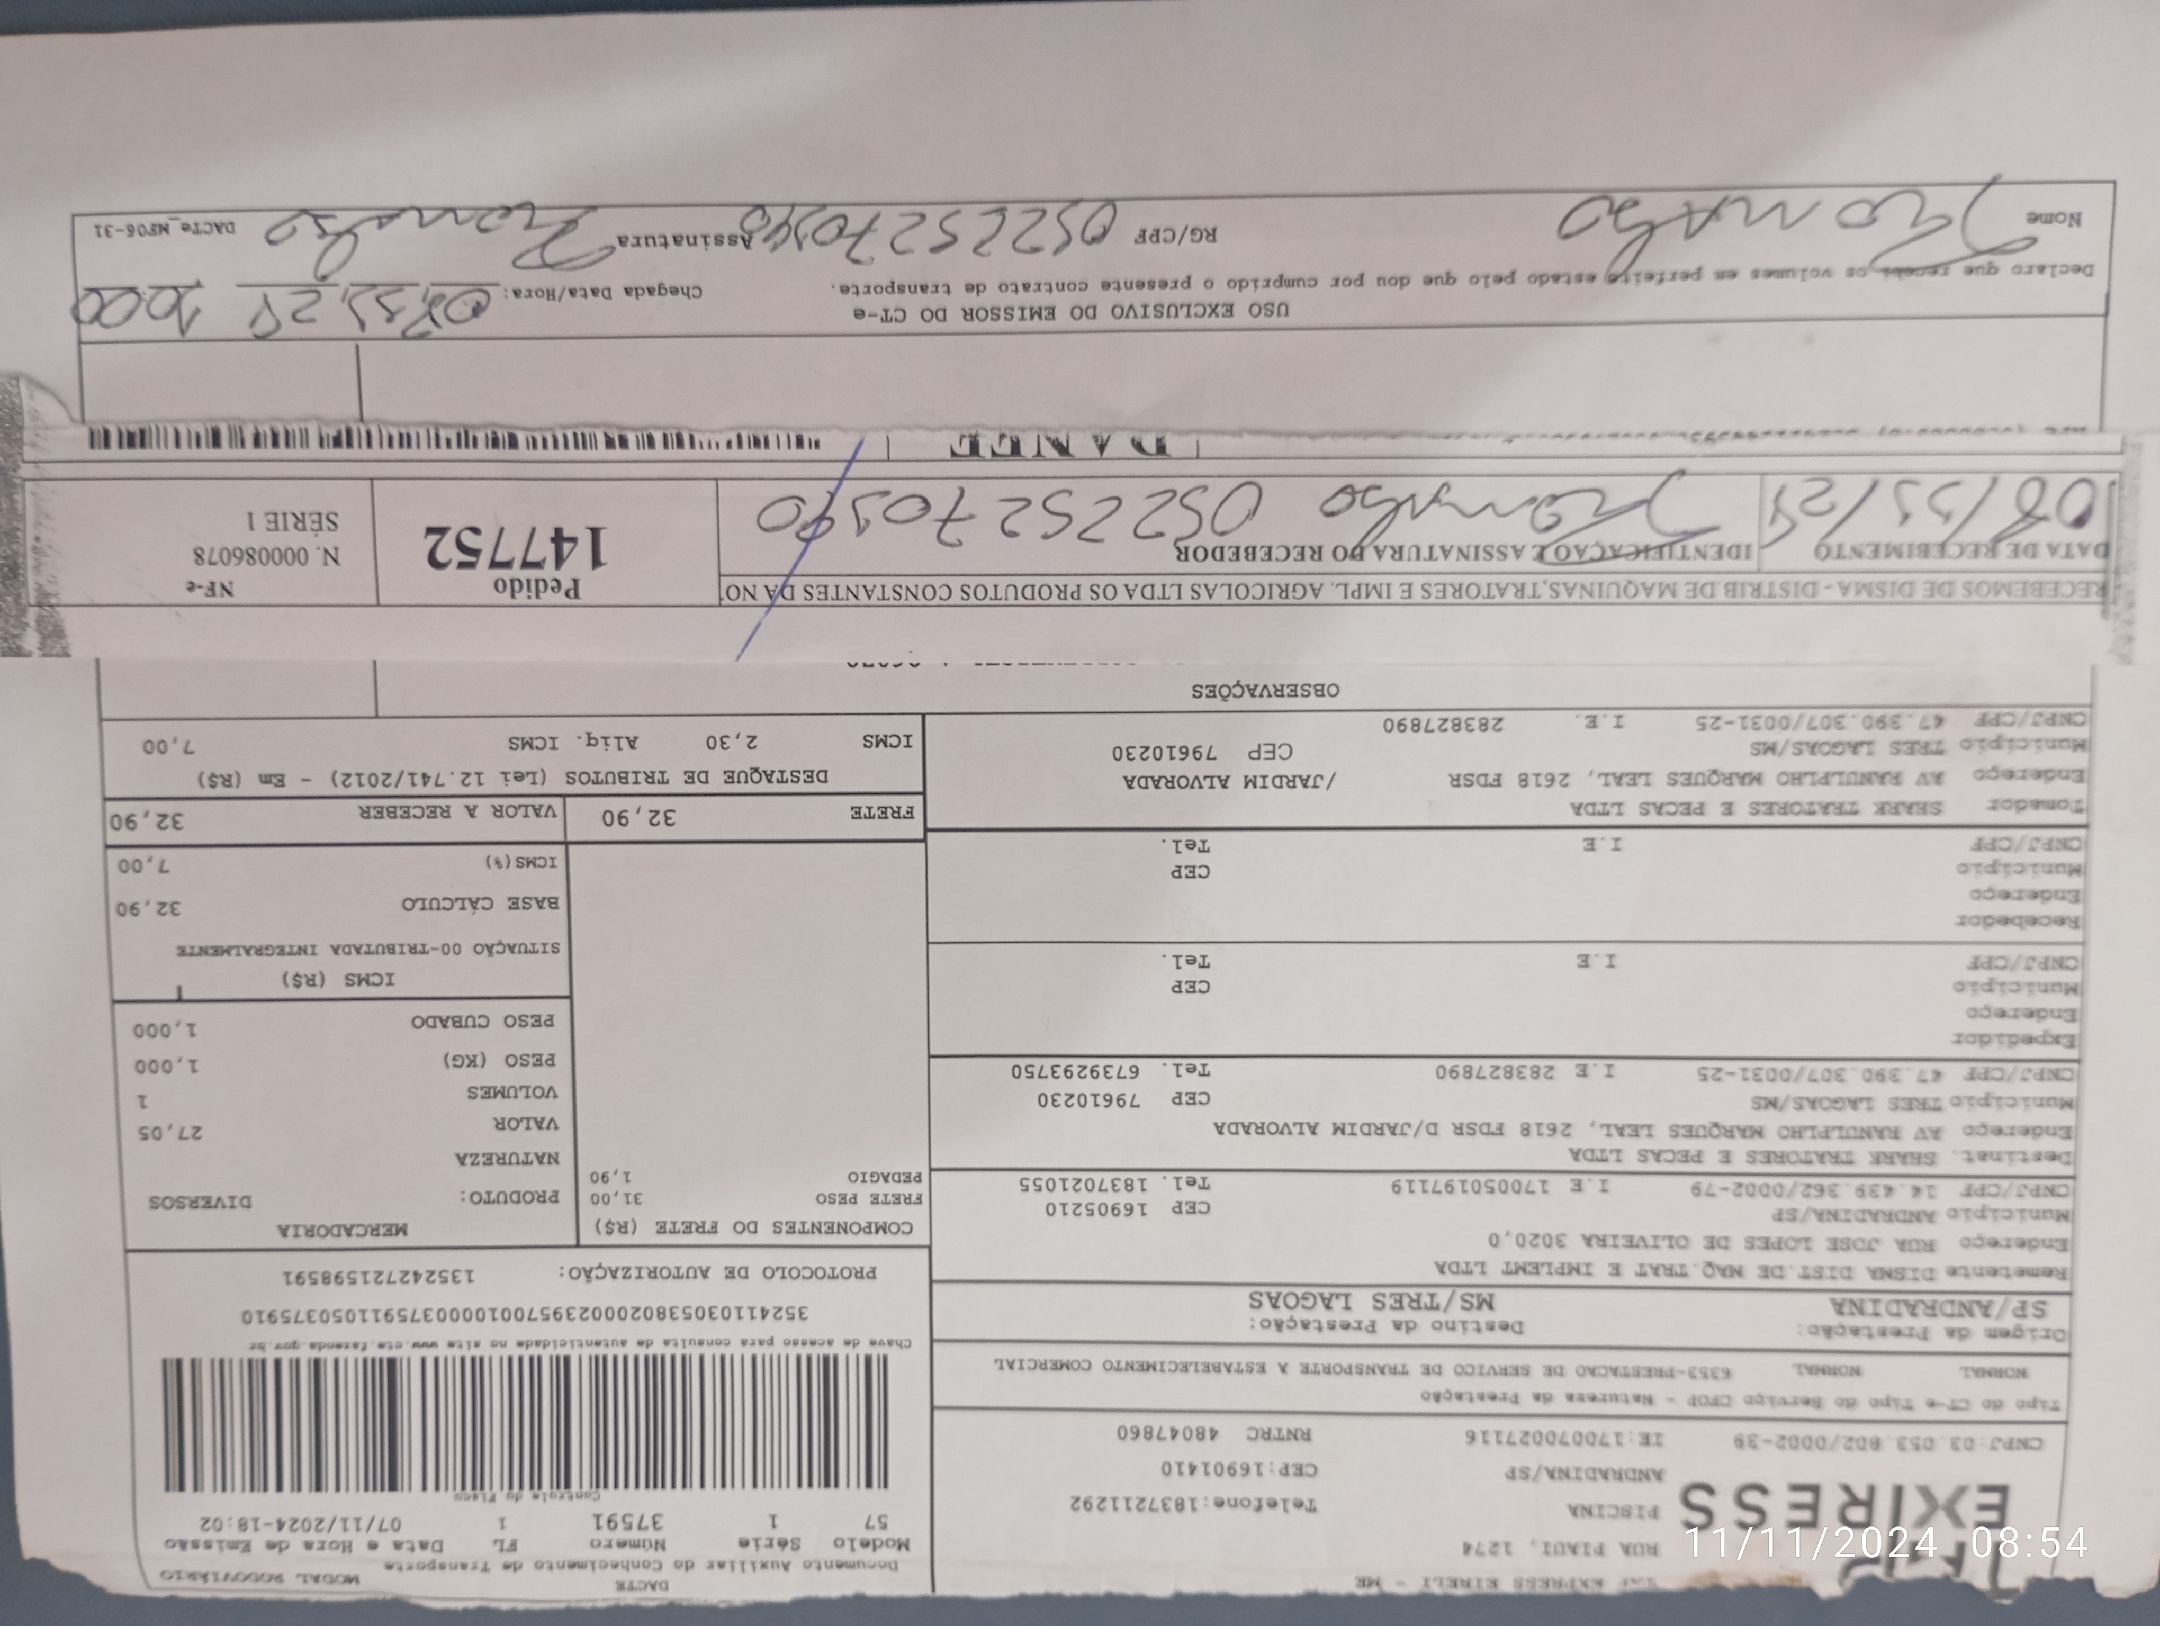 EXPRESS EIRELI - ME
RUA PIAUI, 1274
PISCINA
Telefone:1837211292
ANDRADINA/SP
CEP:16901410
EXPRESS
CNPJ:03.053.802/0002-39 IE:170070027116 RNTRC 48047860
DACTE
MODAL RODOVIÁRIO
Documento Auxiliar do Conhecimento de Transporte
Modelo Série Número FL Data e Hora de Emissão
57 1 37591 1 07/11/2024-18:02
Controle do Fisco
Tipo do CT-e Tipo do Serviço CFOP - Natureza da Prestação
NORMAL NORMAL 6353-PRESTACAO DE SERVICO DE TRANSPORTE A ESTABELECIMENTO COMERCIAL
Origem da Prestação: Destino da Prestação:
SP/ANDRADINA MS/TRES LAGOAS
Chave de acesso para consulta de autenticidade no site www.cte.fazenda.gov.br
35241103053802000239570010000375911050375910
PROTOCOLO DE AUTORIZAÇÃO: 135242721598591
Remetente DISMA DIST.DE MAQ.TRAT E IMPLEMT LTDA
Endereço RUA JOSE LOPES DE OLIVEIRA 3020,0
Município ANDRADINA/SP CEP 16905210
CNPJ/CPF 14.439.362/0002-79 I.E 170050197119 Tel. 1837021055
Destinat. SHARK TRATORES E PECAS LTDA
Endereço AV RANULPLHO MARQUES LEAL, 2618 FDSR D/JARDIM ALVORADA
Município TRES LAGOAS/MS CEP 79610230
CNPJ/CPF 47.390.307/0031-25 I.E 283827890 Tel. 6739293750
Expedidor
Endereço
Município CEP
CNPJ/CPF I.E Tel.
Recebedor
Endereço
Município CEP
CNPJ/CPF I.E Tel.
Tomador SHARK TRATORES E PECAS LTDA
Endereço AV RANULPLHO MARQUES LEAL, 2618 FDSR /JARDIM ALVORADA
Município TRES LAGOAS/MS CEP 79610230
CNPJ/CPF 47.390.307/0031-25 I.E. 283827890
COMPONENTES DO FRETE (R$)
FRETE PESO 31,00
PEDAGIO 1,90
MERCADORIA
PRODUTO: DIVERSOS
NATUREZA
VALOR 27,05
VOLUMES 1
PESO (KG) 1,000
PESO CUBADO 1,000
ICMS (R$)
SITUAÇÃO 00-TRIBUTADA INTEGRALMENTE
BASE CÁLCULO 32,90
ICMS(%) 7,00
FRETE 32,90 VALOR A RECEBER 32,90
DESTAQUE DE TRIBUTOS (Lei 12.741/2012) - Em (R$)
ICMS 2,30 Aliq. ICMS 7,00
OBSERVAÇÕES
RECEBEMOS DE DISMA - DISTRIB.DE MAQUINAS,TRATORES E IMPL. AGRICOLAS LTDA OS PRODUTOS CONSTANTES DA NO
DATA DE RECEBIMENTO IDENTIFICAÇÃO E ASSINATURA DO RECEBEDOR
08/11/24 05225270190
Pedido
147752
NF-e
N. 000086078
SÉRIE 1
DANFE
USO EXCLUSIVO DO EMISSOR DO CT-e
Declaro que recebi os volumes em perfeito estado pelo que dou por cumprido o presente contrato de transporte. Chegada Data/Hora: 08,11,24 1000
Nome RG/CPF 05225270190 Assinatura DACTe_MF06-31
11/11/2024 08:54